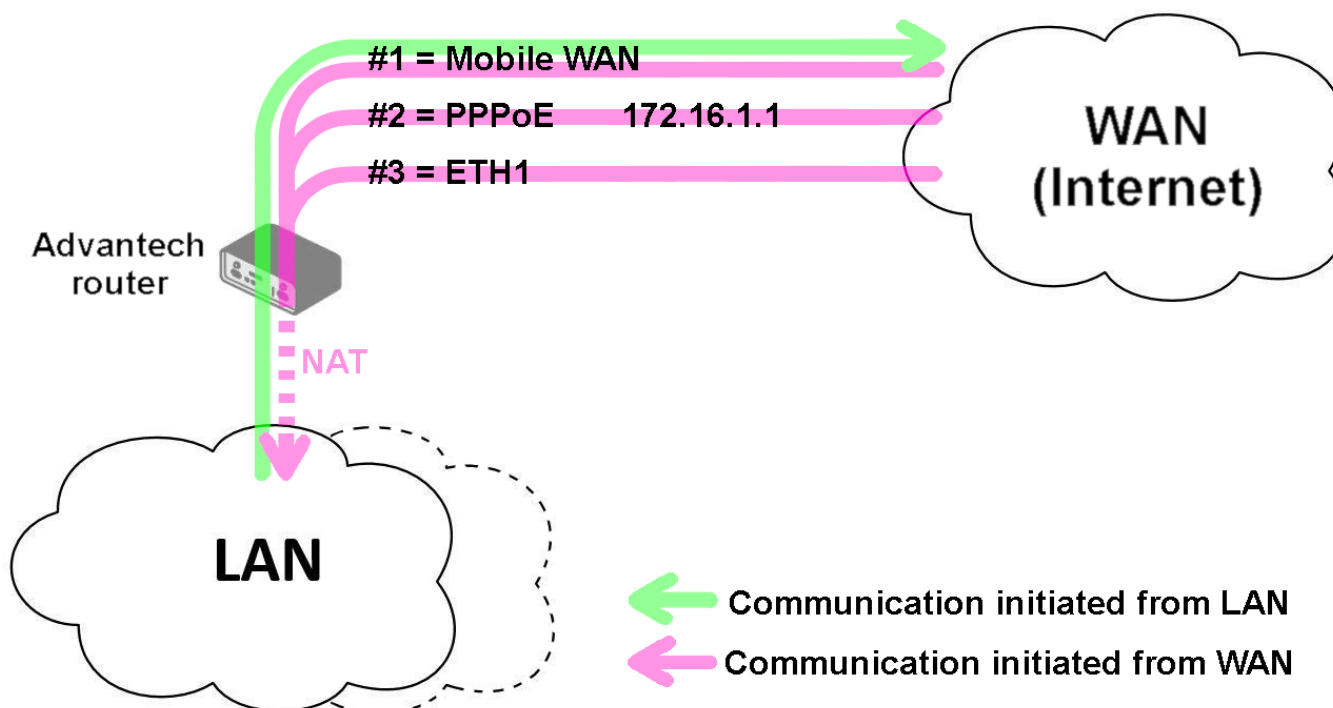 #1 = Mobile WAN
#2 = PPPoE 172.16.1.1
#3 = ETH1
WAN
(Internet)
Advantech
router
NAT
LAN
Communication initiated from LAN
Communication initiated from WAN